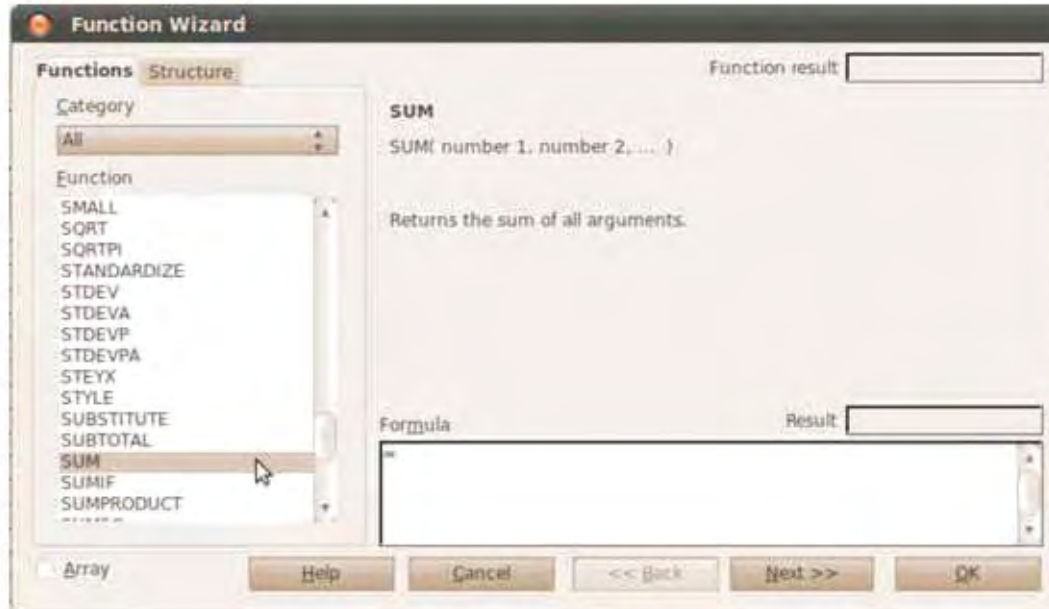 Function Wizard
Functions Structure
Category
All
Function
SMALL
SQRT
SQRTPI
STANDARDIZE
STDEV
STDEVA
STDEVP
STDEVPA
STEYX
STYLE
SUBSTITUTE
SUBTOTAL
SUM
SUMIF
SUMPRODUCT
Array
Function result
SUM
SUM( number 1, number 2, ... )
Returns the sum of all arguments.
Formula Result
=
Help Cancel << Back Next >> OK